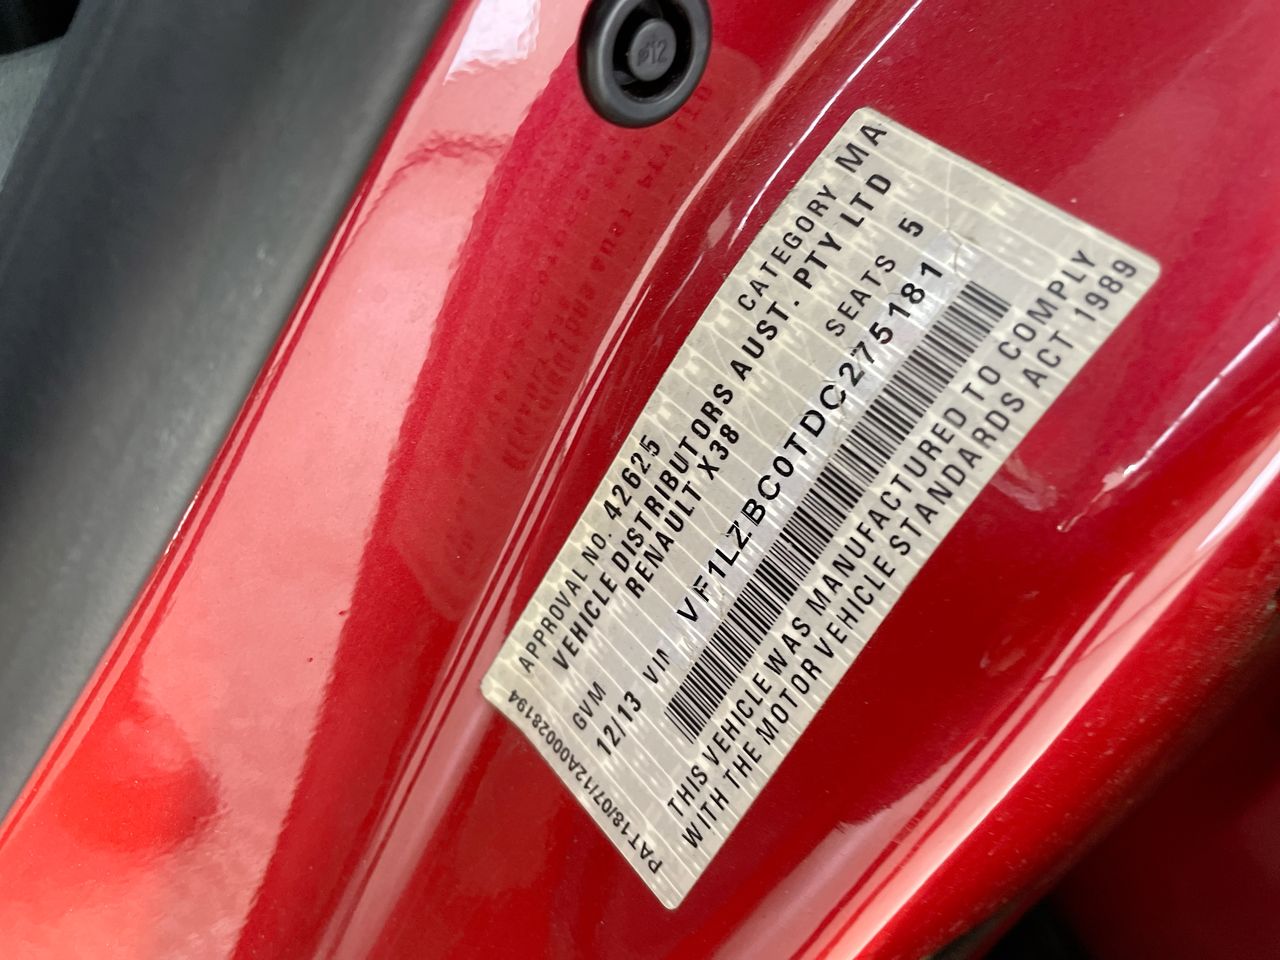 APPROVAL NO. 42625 CATEGORY MA
VEHICLE DISTRIBUTORS AUST. PTY LTD
RENAULT X38 SEATS 5
GVM
12/13 VIN VF1LZBC0TDC275181
THIS VEHICLE WAS MANUFACTURED TO COMPLY
WITH THE MOTOR VEHICLE STANDARDS ACT 1989
PAT18/07/12A00028194